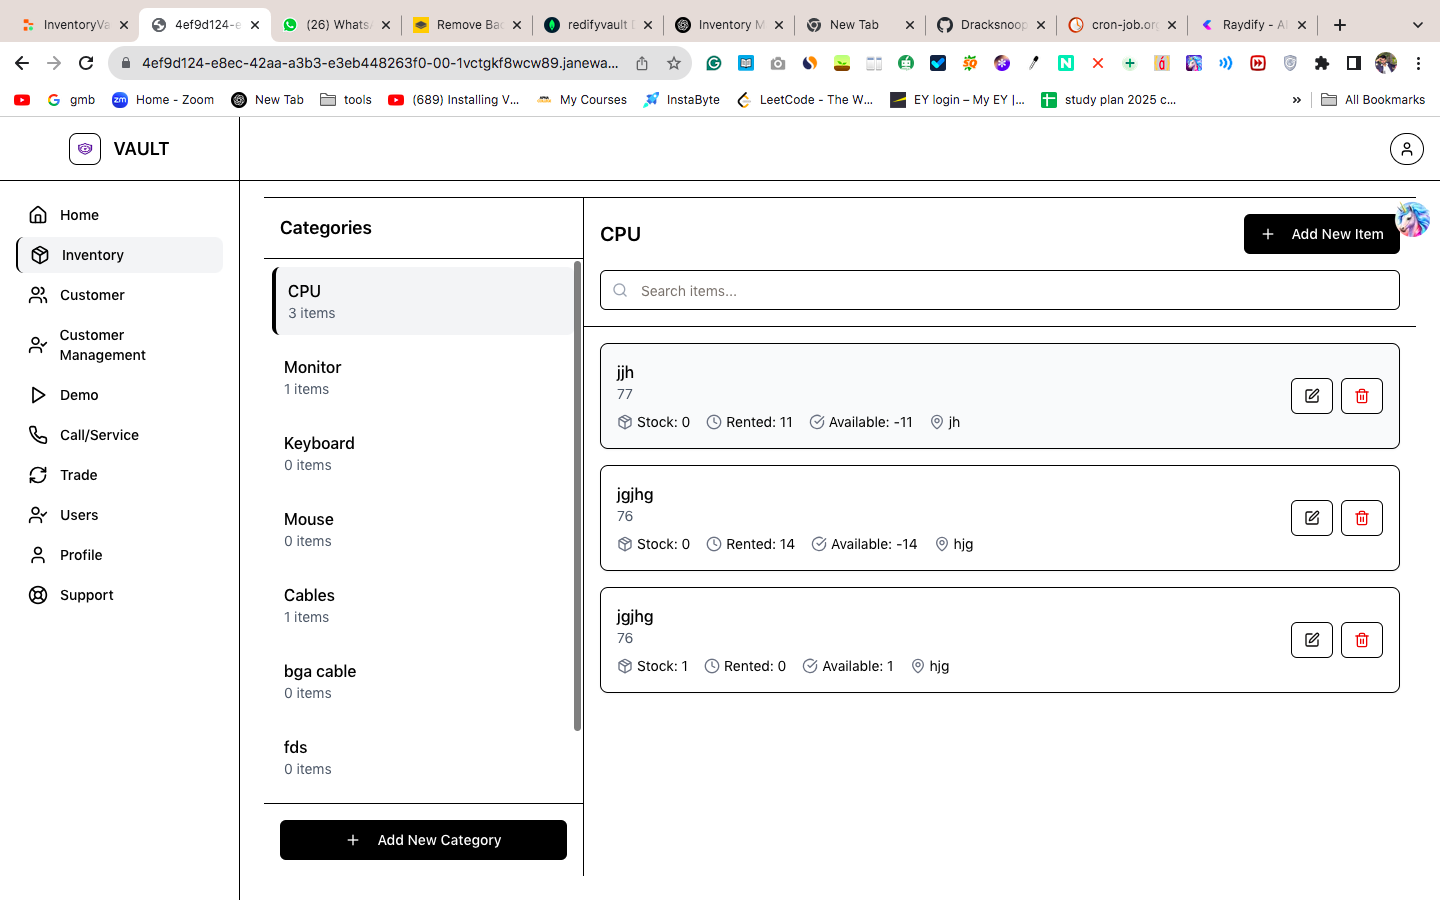 InventoryVa
4ef9d124-e
(26) Whats
Remove Ba
redifyvault
Inventory M
New Tab
Dracksnoop
cron-job.org
Raydify - A
4ef9d124-e8ec-42aa-a3b3-e3eb448263f0-00-1vctgkf8wcw89.janewa...
gmb
Home - Zoom
New Tab
tools
(689) Installing V...
My Courses
InstaByte
LeetCode - The W...
EY login – My EY |...
study plan 2025 c...
»
All Bookmarks
VAULT
Home
Inventory
Customer
Customer
Management
Demo
Call/Service
Trade
Users
Profile
Support
Categories
CPU
3 items
Monitor
1 items
Keyboard
0 items
Mouse
0 items
Cables
1 items
bga cable
0 items
fds
0 items
+ Add New Category
CPU
+ Add New Item
Search items...
jjh
77
Stock: 0 Rented: 11 Available: -11 jh
jgjhg
76
Stock: 0 Rented: 14 Available: -14 hjg
jgjhg
76
Stock: 1 Rented: 0 Available: 1 hjg